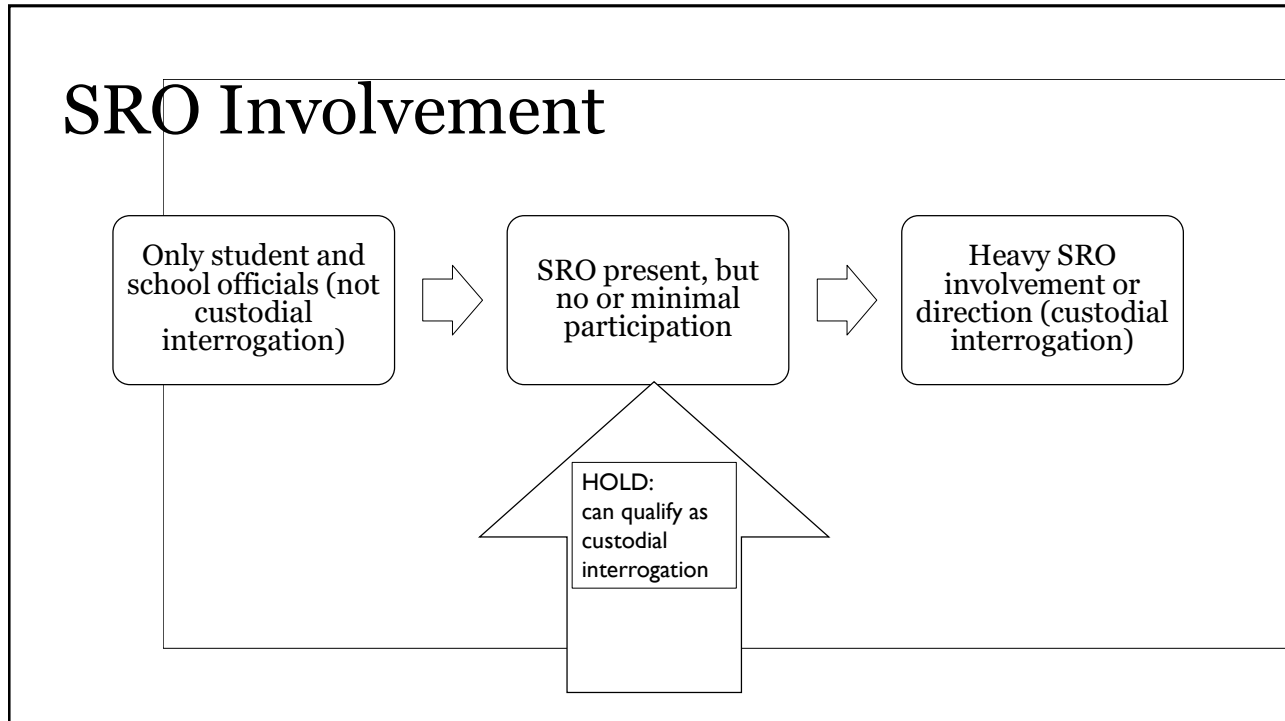 SRO Involvement
Only student and
school officials (not
custodial
interrogation)
SRO present, but
no or minimal
participation
Heavy SRO
involvement or
direction (custodial
interrogation)
HOLD:
can qualify as
custodial
interrogation